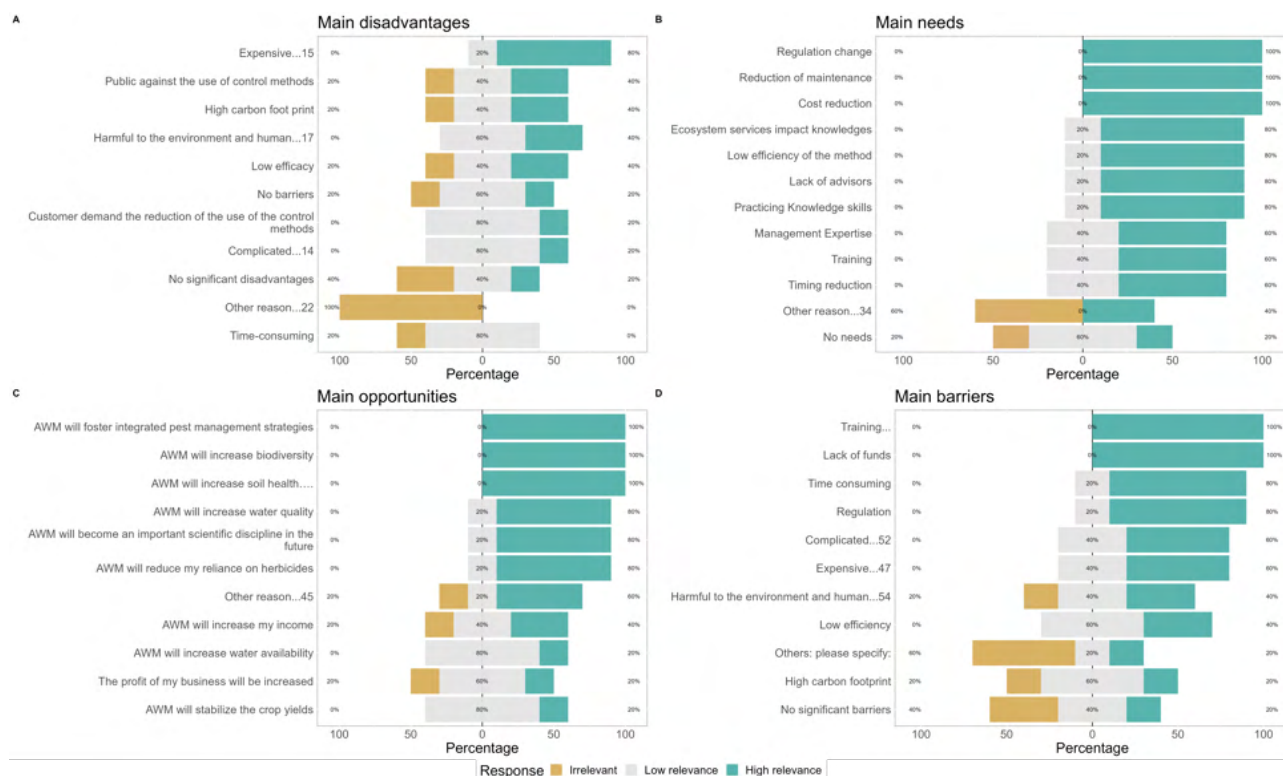 A Main disadvantages
Expensive...15 0% 20% 80%
Public against the use of control methods 20% 40% 40%
High carbon foot print 20% 40% 40%
Harmful to the environment and human...17 0% 60% 40%
Low efficacy 20% 40% 40%
No barriers 20% 60% 20%
Customer demand the reduction of the use of the control
methods 0% 80% 20%
Complicated...14 0% 80% 20%
No significant disadvantages 40% 40% 20%
Other reason...22 100% 0% 0%
Time-consuming 20% 80% 0%
100 50 0 50 100
Percentage
B Main needs
Regulation change 0% 0% 100%
Reduction of maintenance 0% 0% 100%
Cost reduction 0% 0% 100%
Ecosystem services impact knowledges 0% 20% 80%
Low efficiency of the method 0% 20% 80%
Lack of advisors 0% 20% 80%
Practicing Knowledge skills 0% 20% 80%
Management Expertise 0% 40% 60%
Training 0% 40% 60%
Timing reduction 0% 40% 60%
Other reason...34 60% 0% 40%
No needs 20% 60% 20%
100 50 0 50 100
Percentage
C Main opportunities
AWM will foster integrated pest management strategies 0% 0% 100%
AWM will increase biodiversity 0% 0% 100%
AWM will increase soil health.... 0% 0% 100%
AWM will increase water quality 0% 20% 80%
AWM will become an important scientific discipline in the
future 0% 20% 80%
AWM will reduce my reliance on herbicides 0% 20% 80%
Other reason...45 20% 20% 60%
AWM will increase my income 20% 40% 40%
AWM will increase water availability 0% 80% 20%
The profit of my business will be increased 20% 60% 20%
AWM will stabilize the crop yields 0% 80% 20%
100 50 0 50 100
Percentage
D Main barriers
Training... 0% 0% 100%
Lack of funds 0% 0% 100%
Time consuming 0% 20% 80%
Regulation 0% 20% 80%
Complicated...52 0% 40% 60%
Expensive...47 0% 40% 60%
Harmful to the environment and human...54 20% 40% 40%
Low efficiency 0% 60% 40%
Others: please specify: 60% 20% 20%
High carbon footprint 20% 60% 20%
No significant barriers 40% 40% 20%
100 50 0 50 100
Percentage
Response Irrelevant Low relevance High relevance